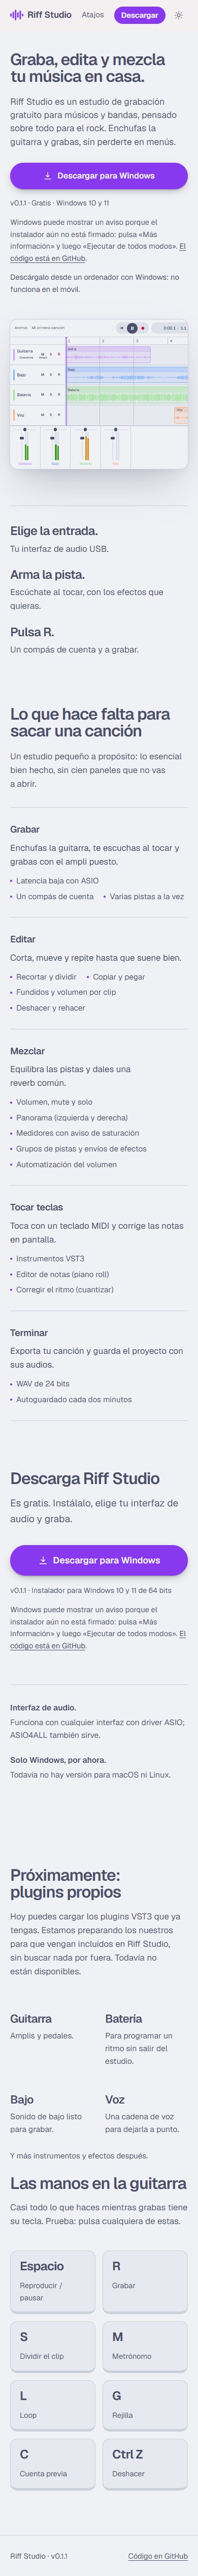 Riff Studio
Atajos
Descargar
Graba, edita y mezcla
tu música en casa.
Riff Studio es un estudio de grabación
gratuito para músicos y bandas, pensado
sobre todo para el rock. Enchufas la
guitarra y grabas, sin perderte en menús.
Descargar para Windows
v0.1.1 · Gratis · Windows 10 y 11
Windows puede mostrar un aviso porque el
instalador aún no está firmado: pulsa «Más
información» y luego «Ejecutar de todos modos». El
código está en GitHub.
Descárgalo desde un ordenador con Windows: no
funciona en el móvil.
Archivo
Mi primera canción
1
2
3
4
Guitarra
M
S
R
Bajo
M
S
R
Batería
M
S
R
Voz
M
S
R
Guitarra
Bajo
Batería
Voz
Elige la entrada.
Tu interfaz de audio USB.
Arma la pista.
Escúchate al tocar, con los efectos que
quieras.
Pulsa R.
Un compás de cuenta y a grabar.
Lo que hace falta para
sacar una canción
Un estudio pequeño a propósito: lo esencial
bien hecho, sin cien paneles que no vas
a abrir.
Grabar
Enchufas la guitarra, te escuchas al tocar y
grabas con el ampli puesto.
• Latencia baja con ASIO
• Un compás de cuenta • Varias pistas a la vez
Editar
Corta, mueve y repite hasta que suene bien.
• Recortar y dividir • Copiar y pegar
• Fundidos y volumen por clip
• Deshacer y rehacer
Mezclar
Equilibra las pistas y dales una
reverb común.
• Volumen, mute y solo
• Panorama (izquierda y derecha)
• Medidores con aviso de saturación
• Grupos de pistas y envíos de efectos
• Automatización del volumen
Tocar teclas
Toca con un teclado MIDI y corrige las notas
en pantalla.
• Instrumentos VST3
• Editor de notas (piano roll)
• Corregir el ritmo (cuantizar)
Terminar
Exporta tu canción y guarda el proyecto con
sus audios.
• WAV de 24 bits
• Autoguardado cada dos minutos
Descarga Riff Studio
Es gratis. Instálalo, elige tu interfaz de
audio y graba.
Descargar para Windows
v0.1.1 · Instalador para Windows 10 y 11 de 64 bits
Windows puede mostrar un aviso porque el
instalador aún no está firmado: pulsa «Más
información» y luego «Ejecutar de todos modos». El
código está en GitHub.
Interfaz de audio.
Funciona con cualquier interfaz con driver ASIO;
ASIO4ALL también sirve.
Solo Windows, por ahora.
Todavía no hay versión para macOS ni Linux.
Próximamente:
plugins propios
Hoy puedes cargar los plugins VST3 que ya
tengas. Estamos preparando los nuestros
para que vengan incluidos en Riff Studio,
sin buscar nada por fuera. Todavía no
están disponibles.
Guitarra
Amplis y pedales.
Batería
Para programar un
ritmo sin salir del
estudio.
Bajo
Sonido de bajo listo
para grabar.
Voz
Una cadena de voz
para dejarla a punto.
Y más instrumentos y efectos después.
Las manos en la guitarra
Casi todo lo que haces mientras grabas tiene
su tecla. Prueba: pulsa cualquiera de estas.
Espacio
Reproducir /
pausar
R
Grabar
S
Dividir el clip
M
Metrónomo
L
Loop
G
Rejilla
C
Cuenta previa
Ctrl Z
Deshacer
Riff Studio · v0.1.1
Código en GitHub